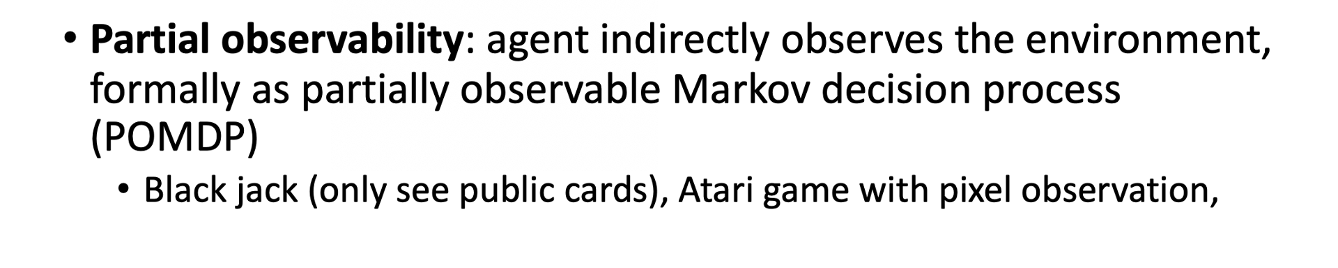 • Partial observability: agent indirectly observes the environment,
formally as partially observable Markov decision process
(POMDP)
• Black jack (only see public cards), Atari game with pixel observation,